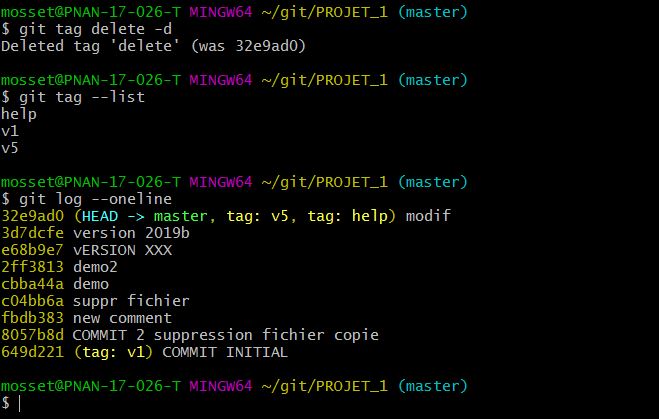 mosset@PNAN-17-026-T MINGW64 ~/git/PROJET_1 (master)
$ git tag delete -d
Deleted tag 'delete' (was 32e9ad0)
mosset@PNAN-17-026-T MINGW64 ~/git/PROJET_1 (master)
$ git tag --list
help
v1
v5
mosset@PNAN-17-026-T MINGW64 ~/git/PROJET_1 (master)
$ git log --oneline
32e9ad0 (HEAD -> master, tag: v5, tag: help) modif
3d7dcfe version 2019b
e68b9e7 vERSION XXX
2ff3813 demo2
cbba44a demo
c04bb6a suppr fichier
fbdb383 new comment
8057b8d COMMIT 2 suppression fichier copie
649d221 (tag: v1) COMMIT INITIAL
mosset@PNAN-17-026-T MINGW64 ~/git/PROJET_1 (master)
$